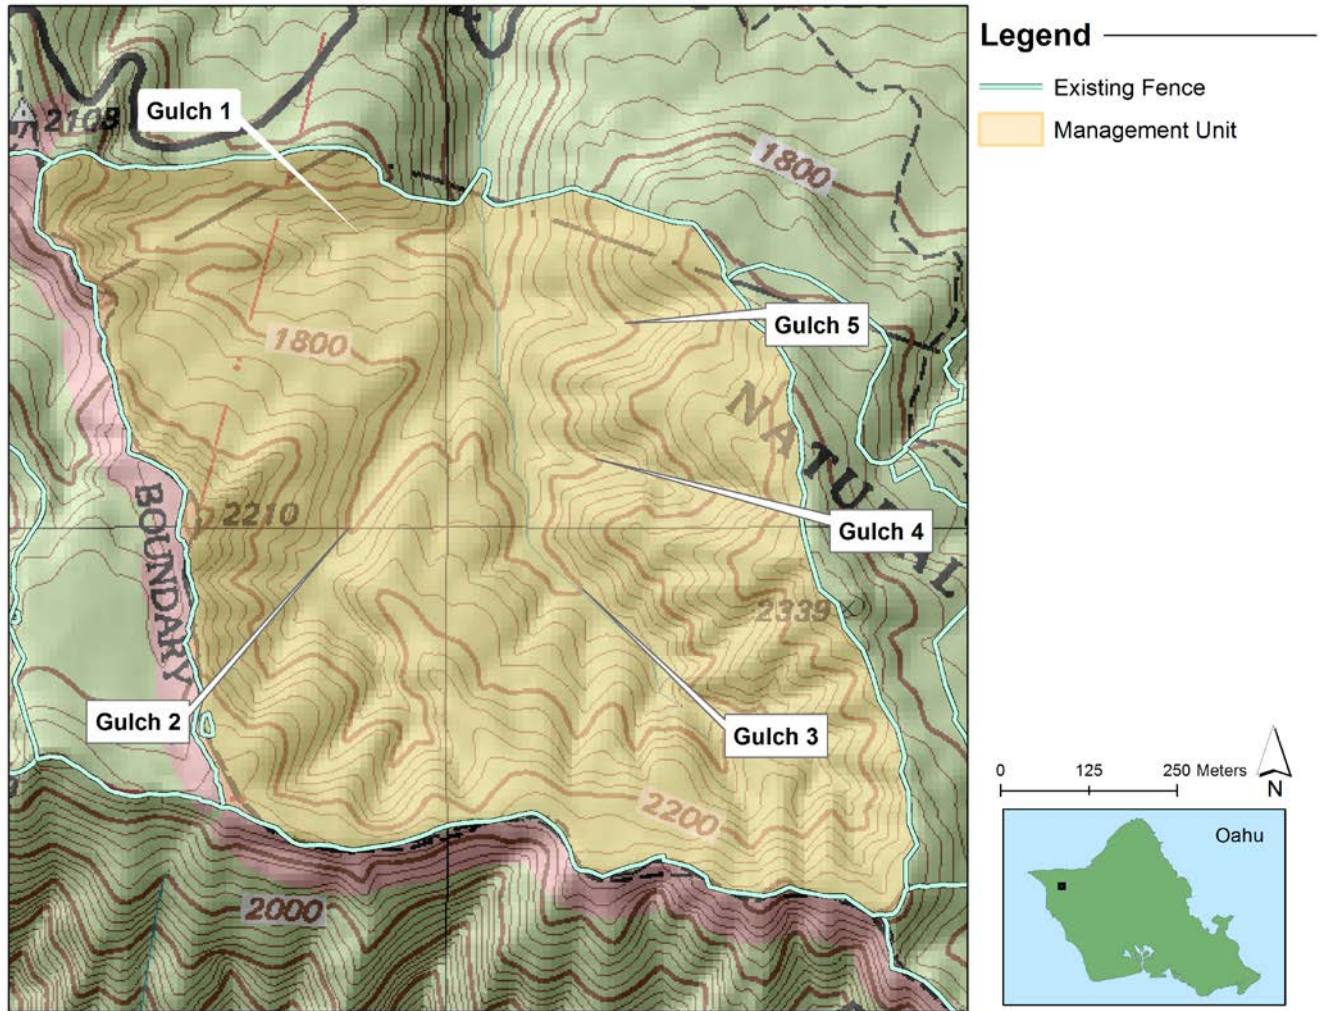 Legend
Existing Fence
Management Unit
2108
Gulch 1
1800
Gulch 5
1800
NATURAL
Gulch 4
2210
BOUNDARY
2339
Gulch 2
Gulch 3
2200
2000
0 125 250 Meters
N
Oahu